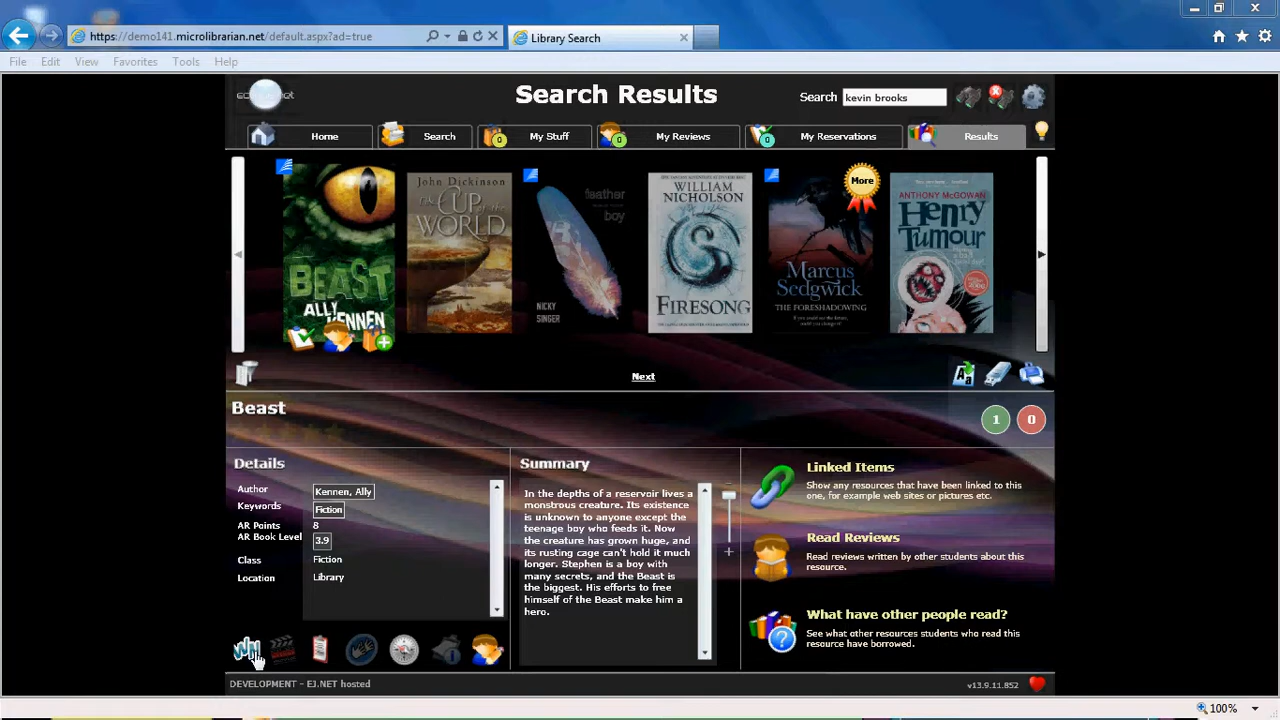 https://demo141.microlibrarian.net/default.aspx?ad=true
Library Search
File Edit View Favorites Tools Help
Search Results
Search kevin brooks
Home Search 0 My Stuff 0 My Reviews 0 My Reservations Results
BEAST
ALLY KENNEN
John Dickinson
The CUP of the WORLD
feather boy
NICKY SINGER
WILLIAM NICHOLSON
FIRESONG
More
MARCUS SEDGWICK
THE FORESHADOWING
ANTHONY McGOWAN
HENRY TUMOUR
Next
Aa
Beast
1 0
Details
Author Kennen, Ally
Keywords Fiction
AR Points 8
AR Book Level 3.9
Class Fiction
Location Library
Summary
In the depths of a reservoir lives a
monstrous creature. Its existence
is unknown to anyone except the
teenage boy who feeds it. Now
the creature has grown huge, and
its rusting cage can't hold it much
longer. Stephen is a boy with
many secrets, and the Beast is
the biggest. His efforts to free
himself of the Beast make him a
hero.
Linked Items
Show any resources that have been linked to this
one, for example web sites or pictures etc.
Read Reviews
Read reviews written by other students about this
resource.
What have other people read?
See what other resources students who read this
resource have borrowed.
DEVELOPMENT - EJ.NET hosted
v13.9.11.852
100%